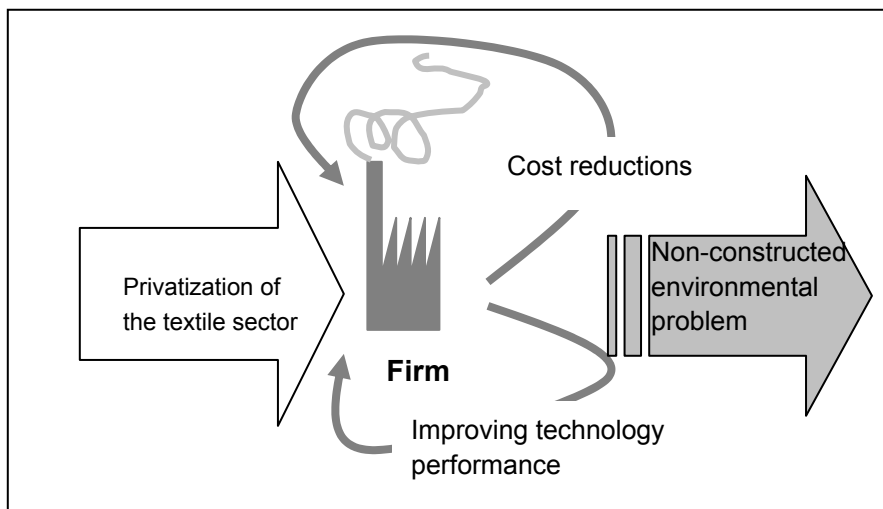 Cost reductions
Privatization of
the textile sector
Non-constructed
environmental
problem
Firm
Improving technology
performance